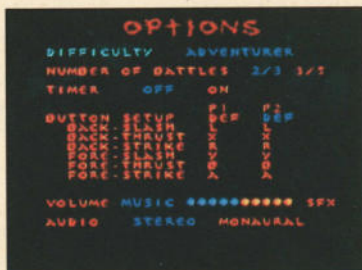 OPTIONS
DIFFICULTY ADVENTURER
NUMBER OF BATTLES 2/3 3/5
TIMER OFF ON
P1 P2
BUTTON SETUP DEF DEF
BACK-SLASH L L
BACK-THRUST X X
BACK-STRIKE R R
FORE-SLASH Y Y
FORE-THRUST B B
FORE-STRIKE A A
VOLUME MUSIC SFX
AUDIO STEREO MONAURAL